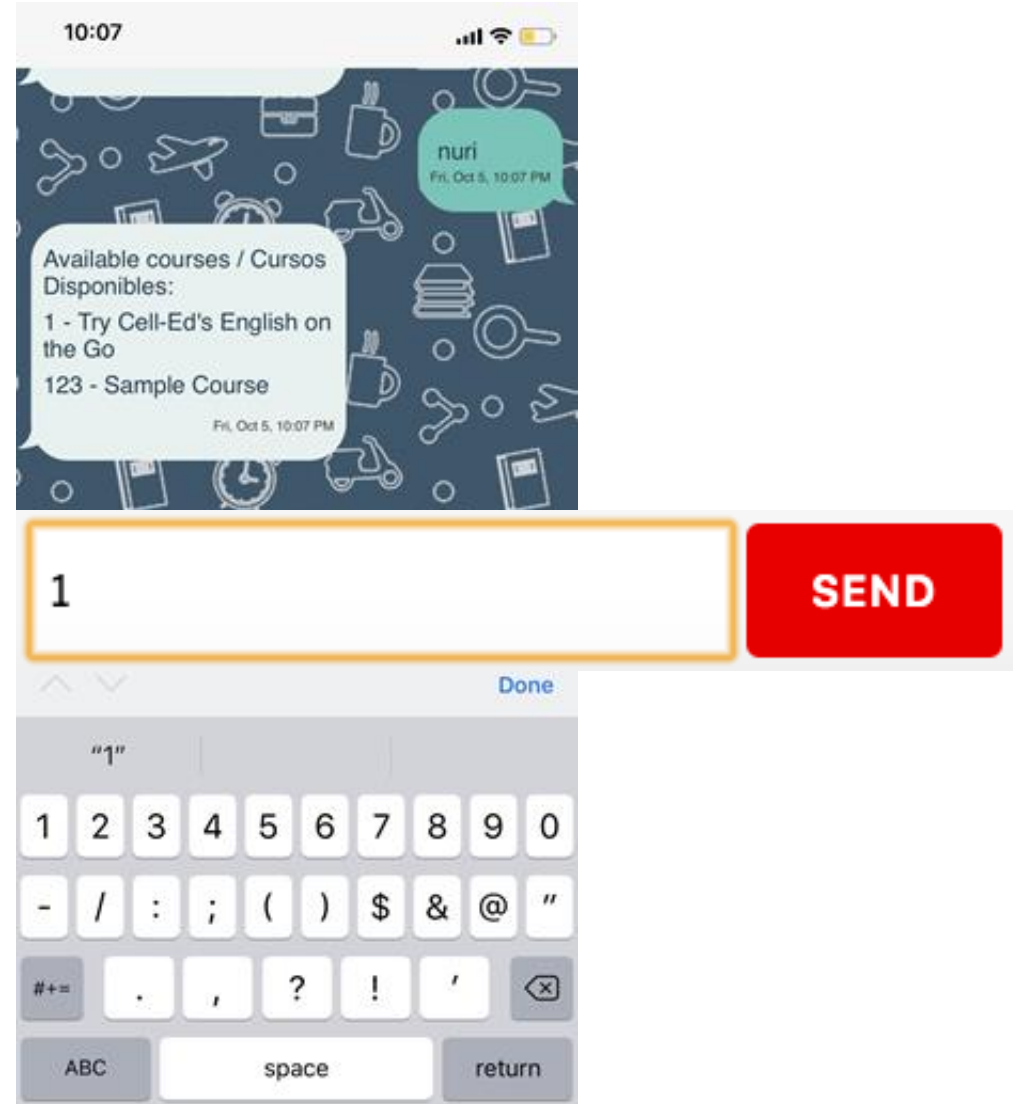 10:07
nuri
Fri, Oct 5, 10:07 PM
Available courses / Cursos
Disponibles:
1 - Try Cell-Ed's English on
the Go
123 - Sample Course
Fri, Oct 5, 10:07 PM
1
SEND
Done
"1"
1 2 3 4 5 6 7 8 9 0
- / : ; ( ) $ & @ "
#+= . , ? ! '
ABC space return